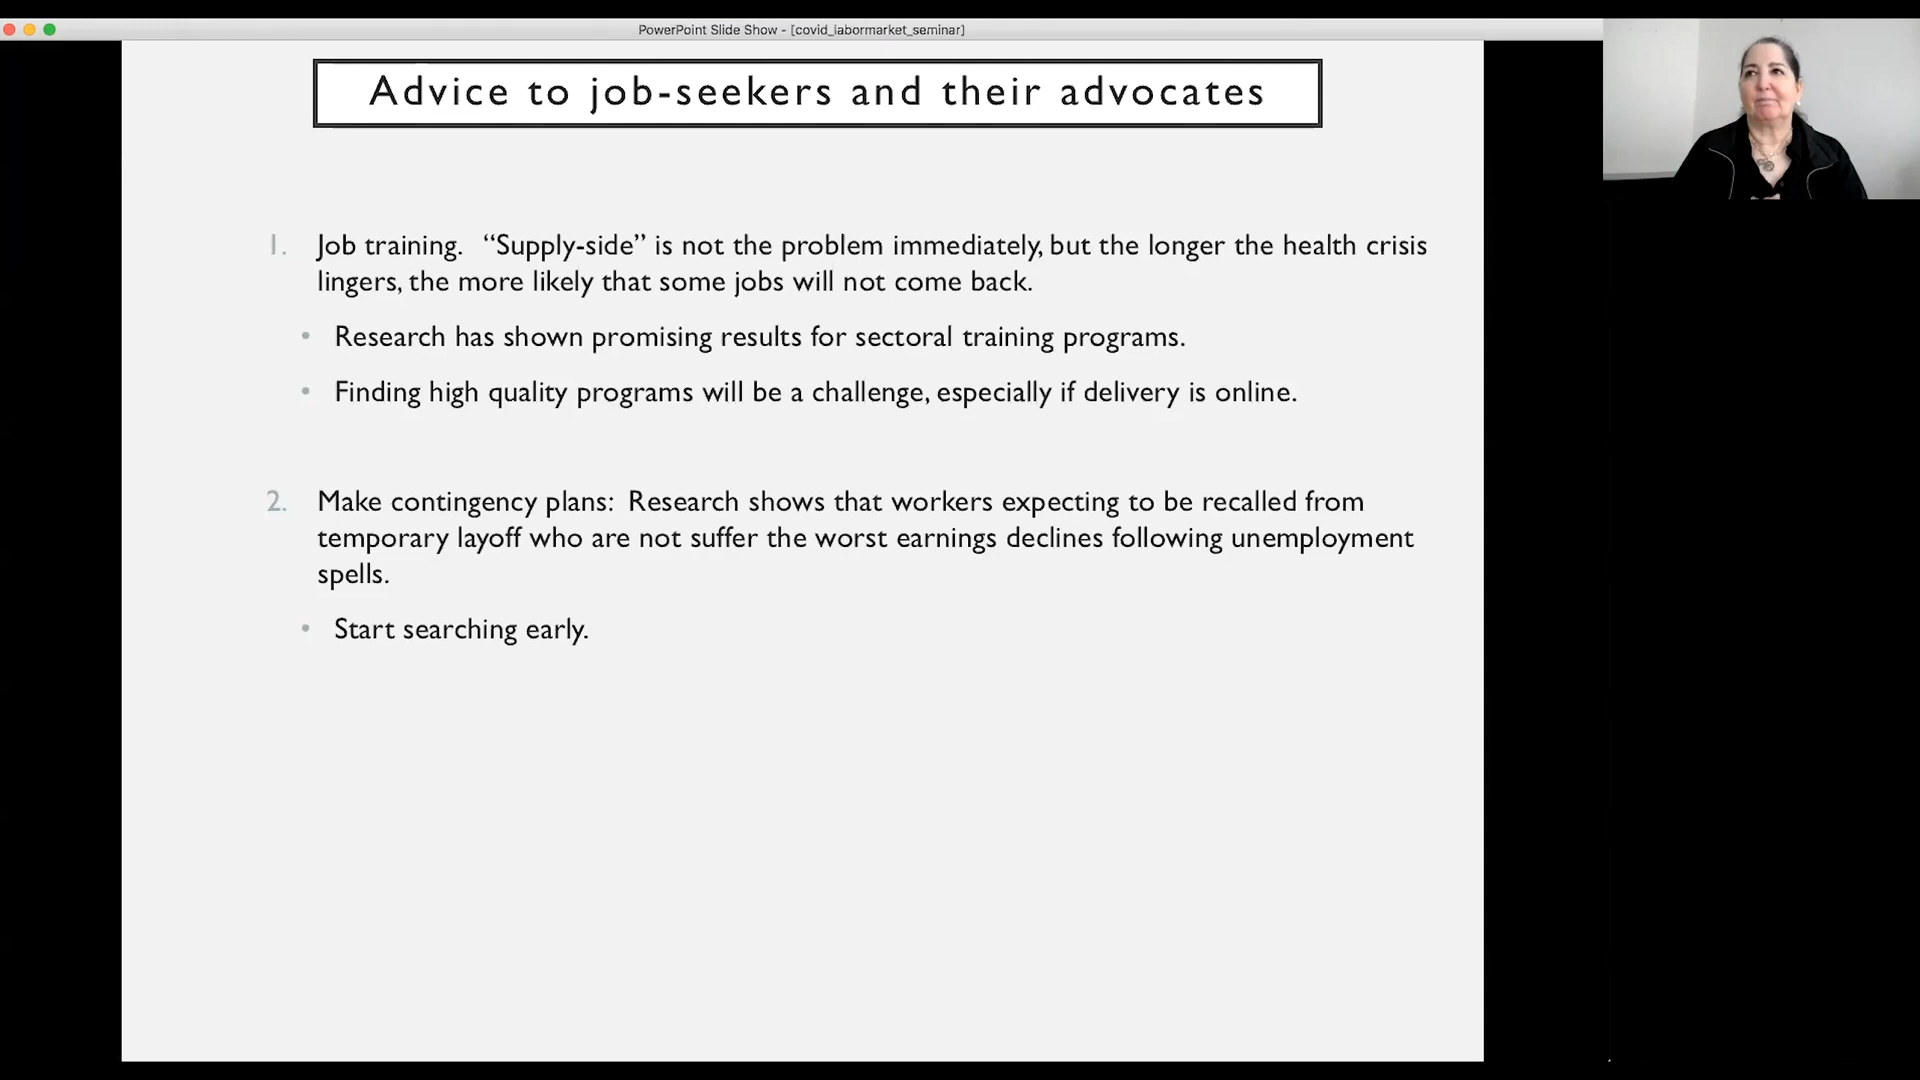 PowerPoint Slide Show - [covid_labormarket_seminar]
Advice to job-seekers and their advocates
1. Job training. “Supply-side” is not the problem immediately, but the longer the health crisis
lingers, the more likely that some jobs will not come back.
• Research has shown promising results for sectoral training programs.
• Finding high quality programs will be a challenge, especially if delivery is online.
2. Make contingency plans: Research shows that workers expecting to be recalled from
temporary layoff who are not suffer the worst earnings declines following unemployment
spells.
• Start searching early.